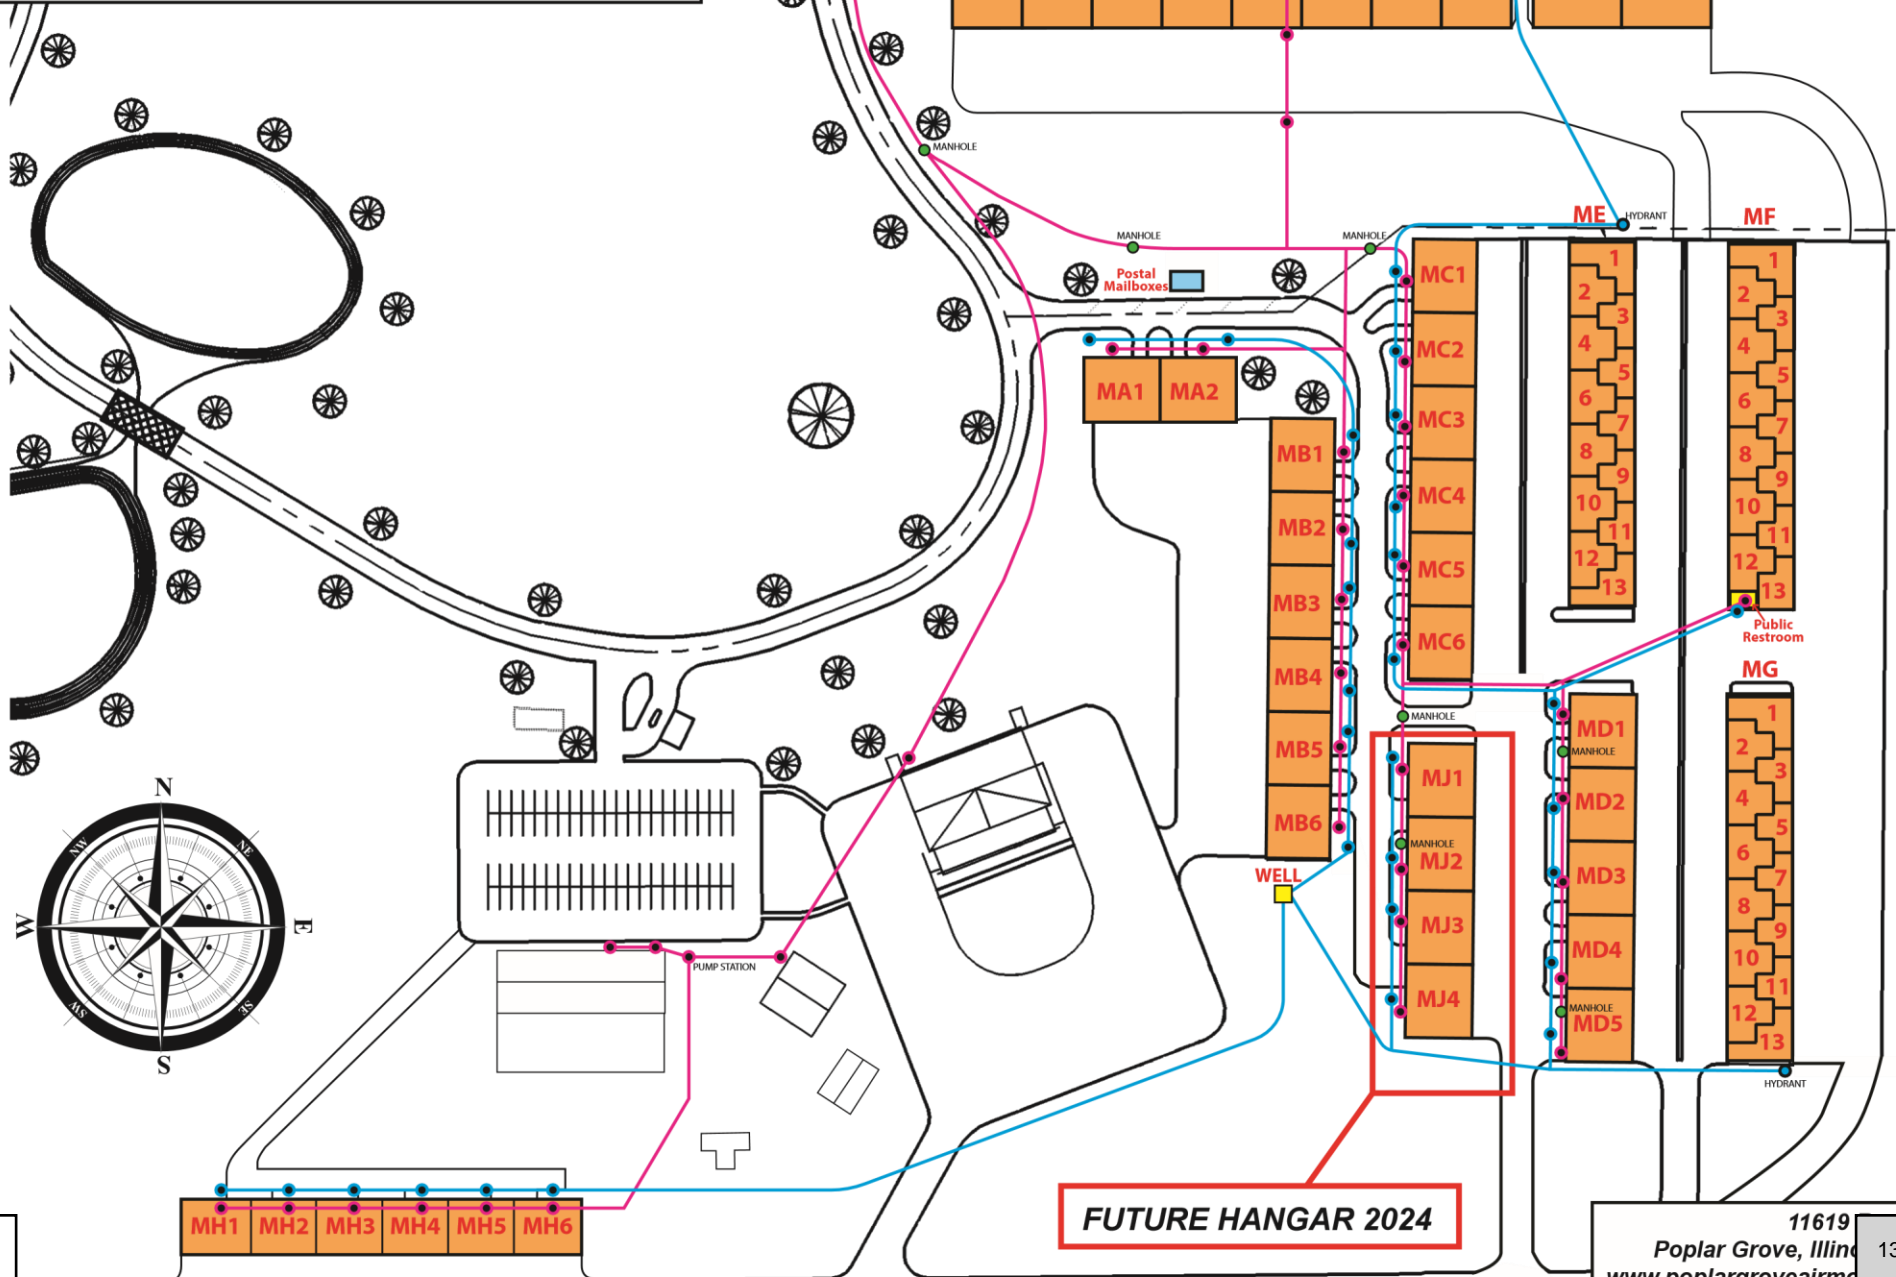 MANHOLE
ME
HYDRANT
MF
MANHOLE
MANHOLE
Postal
Mailboxes
MA1
MA2
MB1
MB2
MB3
MB4
MB5
MB6
MC1
MC2
MC3
MC4
MC5
MC6
1
2
3
4
5
6
7
8
9
10
11
12
13
1
2
3
4
5
6
7
8
9
10
11
12
13
Public
Restroom
MG
1
2
3
4
5
6
7
8
9
10
11
12
13
HYDRANT
MANHOLE
MJ1
MANHOLE
MJ2
MJ3
MJ4
MD1
MANHOLE
MD2
MD3
MD4
MANHOLE
MD5
WELL
N
NE
E
SE
S
SW
W
NW
PUMP STATION
MH1
MH2
MH3
MH4
MH5
MH6
FUTURE HANGAR 2024
11619
Poplar Grove,
13